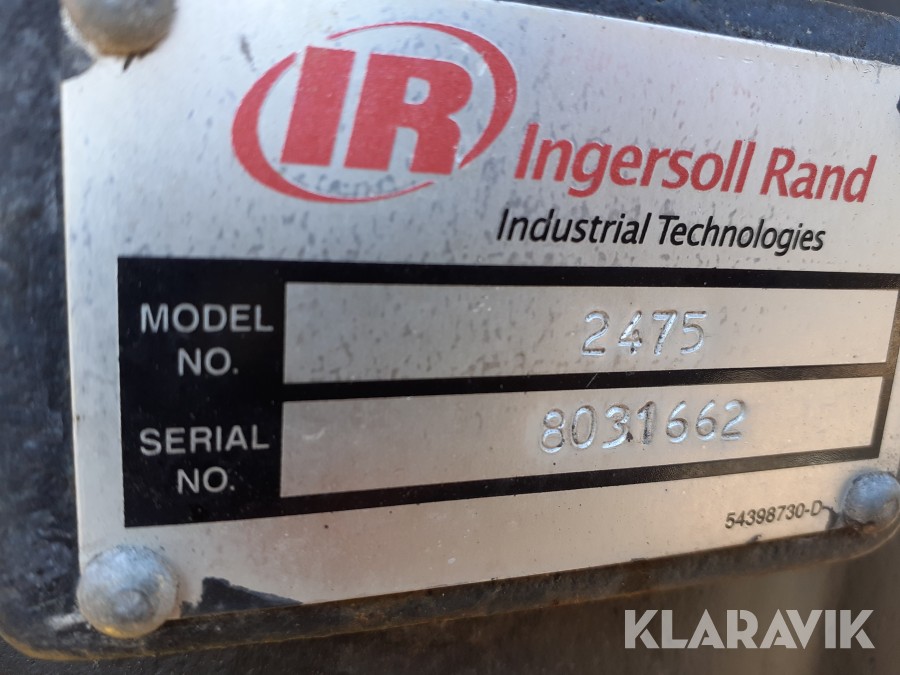 IR
Ingersoll Rand
Industrial Technologies
MODEL NO. 2475
SERIAL NO. 8031662
54398730-D
KLARAVIK